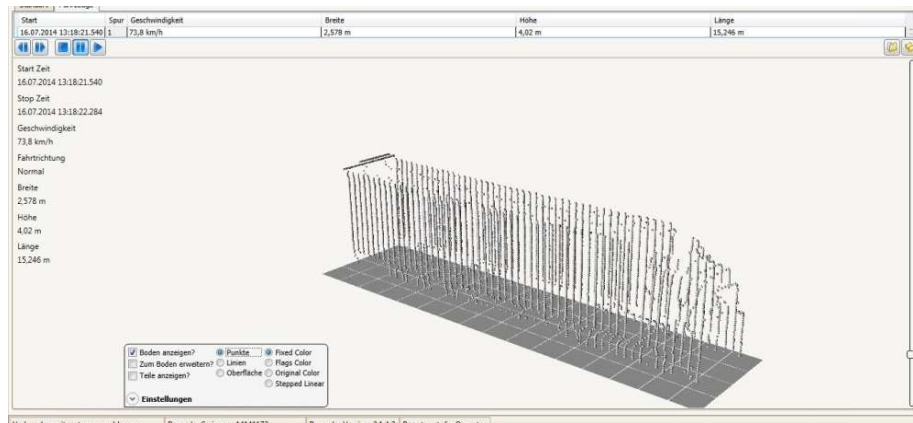 Start Spur Geschwindigkeit Breite Höhe Länge
16.07.2014 13:18:21.540 1 73,8 km/h 2,578 m 4,02 m 15,246 m
Start Zeit
16.07.2014 13:18:21.540
Stop Zeit
16.07.2014 13:18:22.284
Geschwindigkeit
73,8 km/h
Fahrtrichtung
Normal
Breite
2,578 m
Höhe
4,02 m
Länge
15,246 m
Boden anzeigen? Punkte Fixed Color
Zum Boden erweitern? Linien Flags Color
Teile anzeigen? Oberfläche Original Color
Stepped Linear
Einstellungen